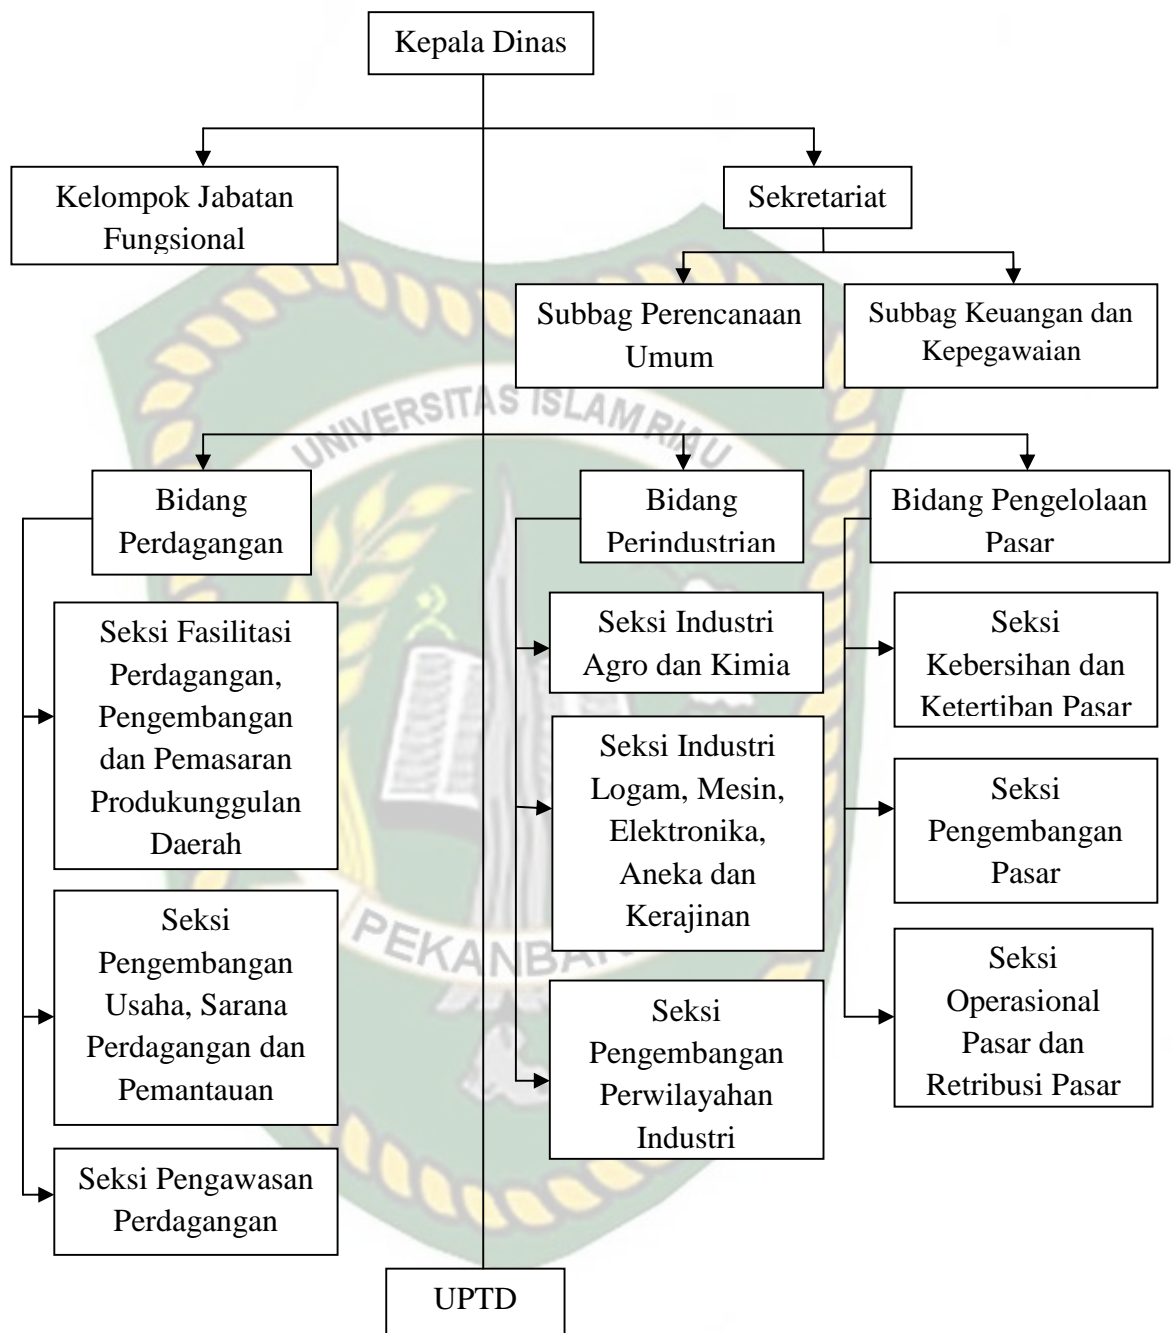 Kepala Dinas
Kelompok Jabatan
Fungsional
Sekretariat
Subbag Perencanaan
Umum
Subbag Keuangan dan
Kepegawaian
UNIVERSITAS ISLAM RIAU
Bidang
Perdagangan
Bidang
Perindustrian
Bidang Pengelolaan
Pasar
Seksi Fasilitasi
Perdagangan,
Pengembangan
dan Pemasaran
Produkunggulan
Daerah
Seksi
Pengembangan
Usaha, Sarana
Perdagangan dan
Pemantauan
Seksi Pengawasan
Perdagangan
Seksi Industri
Agro dan Kimia
Seksi Industri
Logam, Mesin,
Elektronika,
Aneka dan
Kerajinan
Seksi
Pengembangan
Perwilayahan
Industri
Seksi
Kebersihan dan
Ketertiban Pasar
Seksi
Pengembangan
Pasar
Seksi
Operasional
Pasar dan
Retribusi Pasar
UPTD